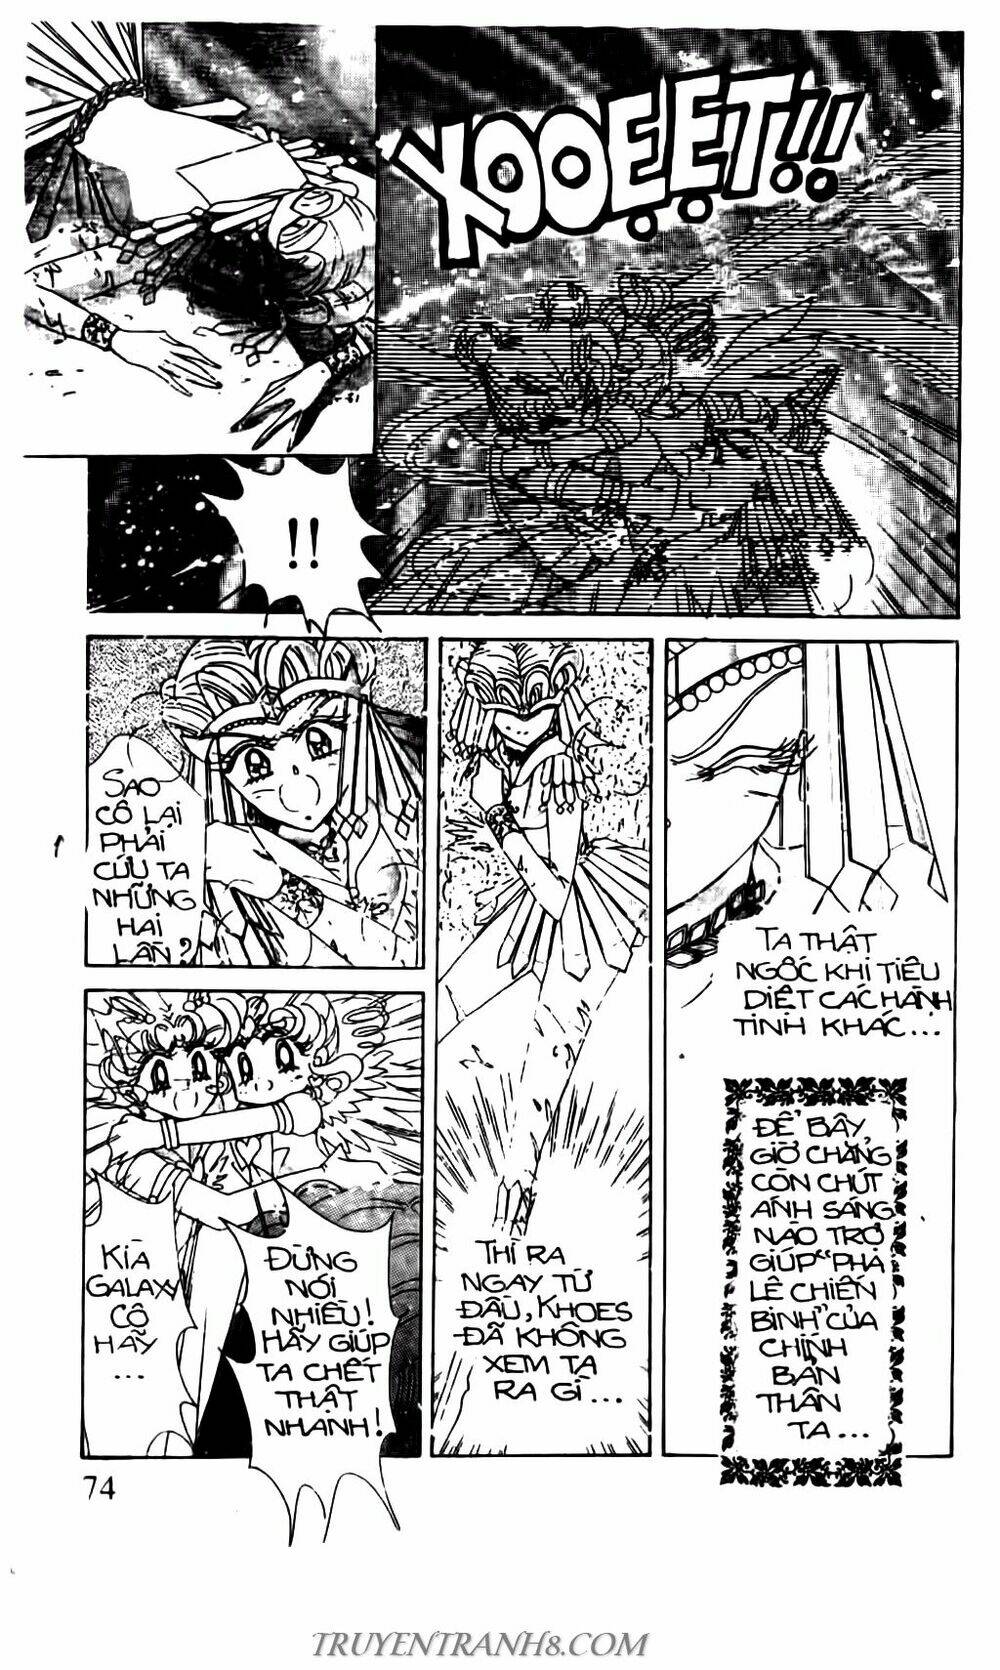 XOẸẸT!!
!!
SAO
CÔ LẠI
PHẢI
CỨU TA
NHỮNG
HAI
LẦN?
TA THẬT
NGỐC KHI TIÊU
DIỆT CÁC HÀNH
TINH KHÁC...
ĐỂ BÂY
GIỜ CHẲNG
CÒN CHÚT
ÁNH SÁNG
NÀO TRỢ
GIÚP "PHA
LÊ CHIẾN
BINH" CỦA
CHÍNH
BẢN
THÂN
TA...
THÌ RA
NGAY TỪ
ĐẦU, KHOES
ĐÃ KHÔNG
XEM TA
RA GÌ...
KÌA
GALAXY
CÔ
HÃY
...
ĐỪNG
NÓI
NHIỀU!
HÃY GIÚP
TA CHẾT
THẬT
NHANH!
74
TRUYENTRANH8.COM